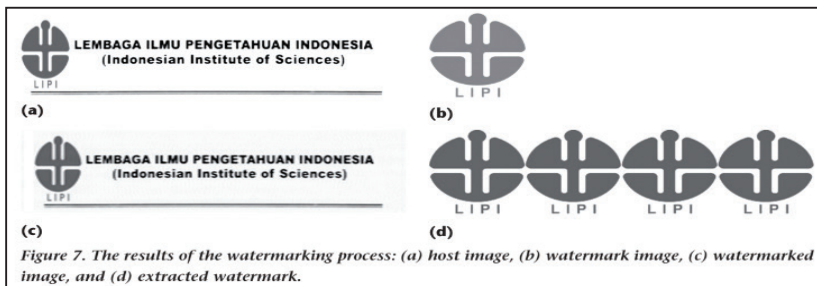 LEMBAGA ILMU PENGETAHUAN INDONESIA
(Indonesian Institute of Sciences)
LIPI
(a)
LIPI
(b)
LEMBAGA ILMU PENGETAHUAN INDONESIA
(Indonesian Institute of Sciences)
LIPI
(c)
LIPI LIPI LIPI LIPI
(d)
Figure 7. The results of the watermarking process: (a) host image, (b) watermark image, (c) watermarked
image, and (d) extracted watermark.